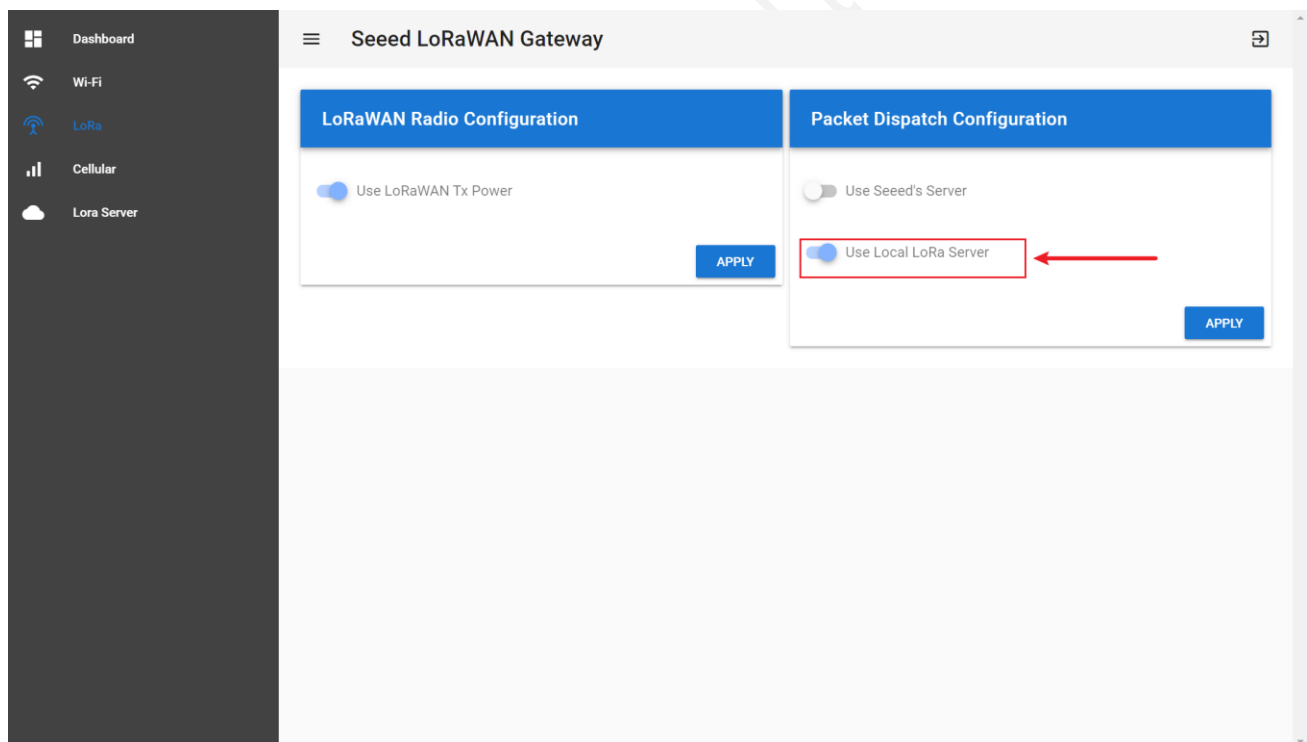 Dashboard
Wi-Fi
LoRa
Cellular
Lora Server
Seeed LoRaWAN Gateway
LoRaWAN Radio Configuration
Use LoRaWAN Tx Power
APPLY
Packet Dispatch Configuration
Use Seeed's Server
Use Local LoRa Server
APPLY